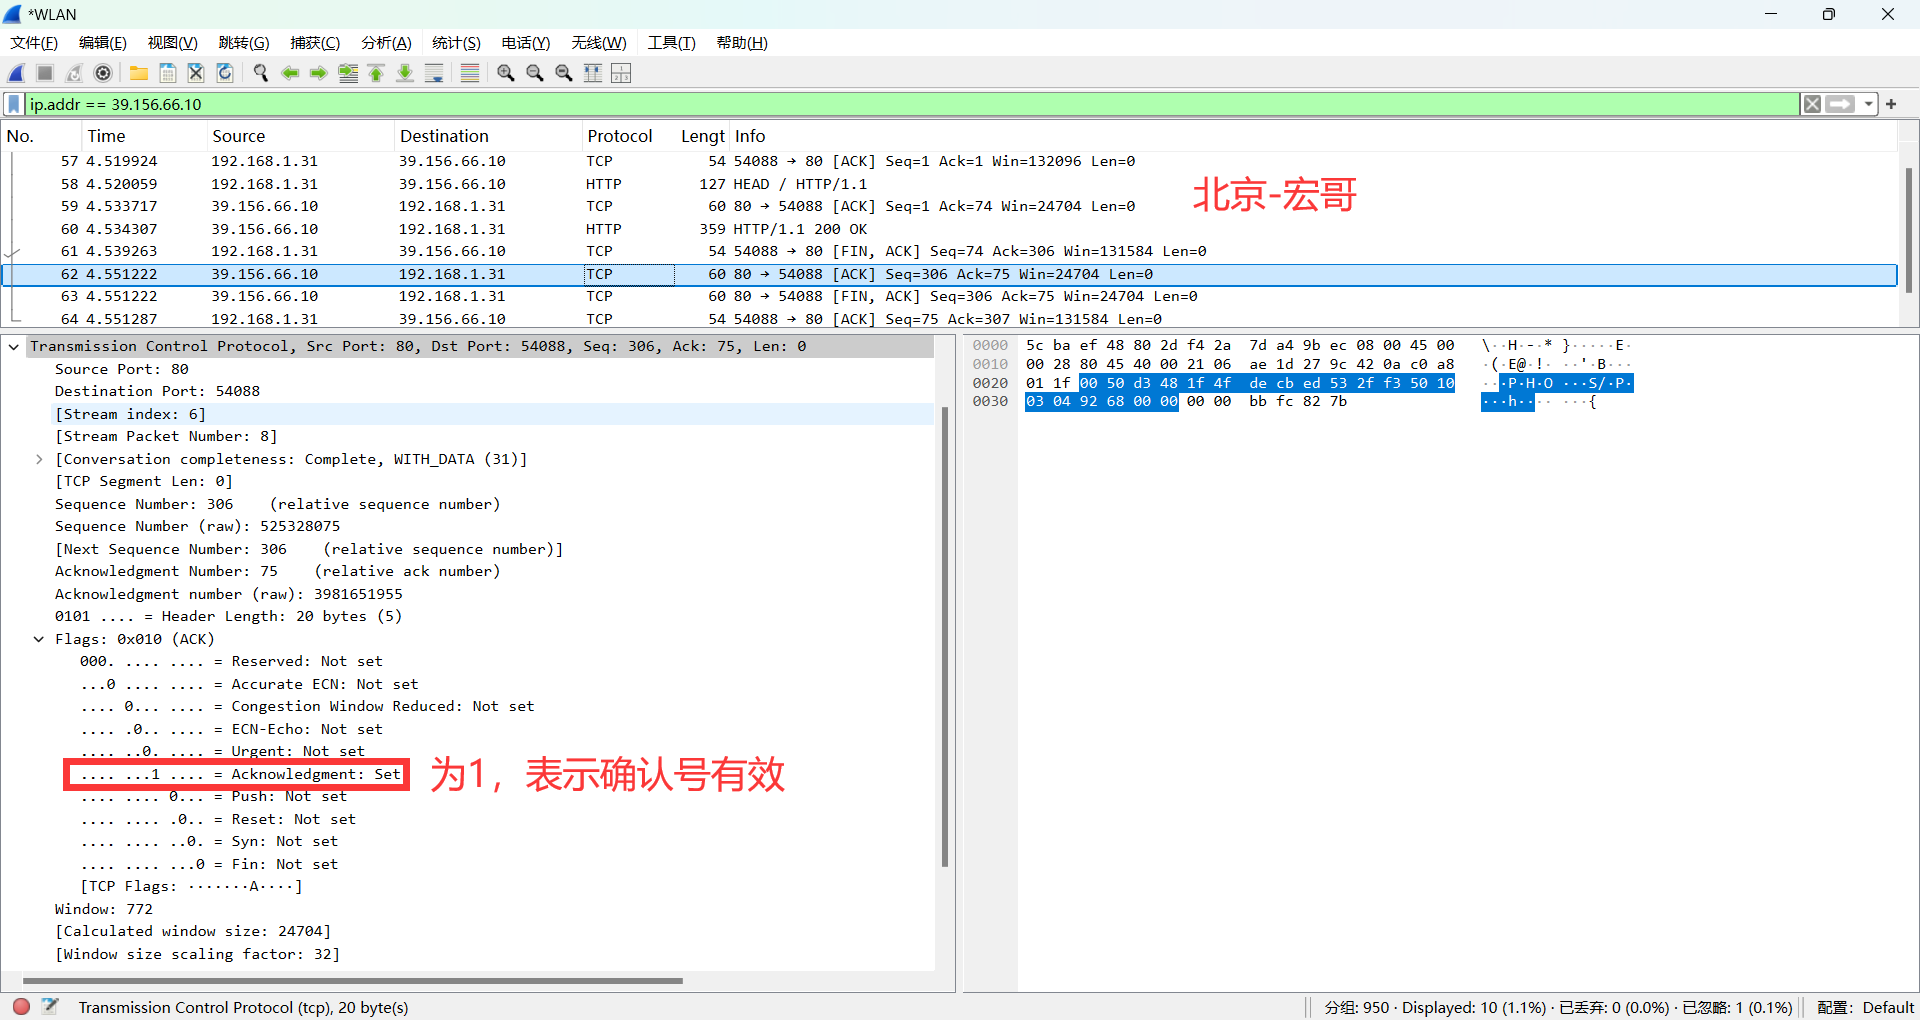 *WLAN
文件(F) 编辑(E) 视图(V) 跳转(G) 捕获(C) 分析(A) 统计(S) 电话(Y) 无线(W) 工具(T) 帮助(H)
ip.addr == 39.156.66.10
No. Time Source Destination Protocol Lengt Info
57 4.519924 192.168.1.31 39.156.66.10 TCP 54 54088 → 80 [ACK] Seq=1 Ack=1 Win=132096 Len=0
58 4.520059 192.168.1.31 39.156.66.10 HTTP 127 HEAD / HTTP/1.1
59 4.533717 39.156.66.10 192.168.1.31 TCP 60 80 → 54088 [ACK] Seq=1 Ack=74 Win=24704 Len=0
北京-宏哥
60 4.534307 39.156.66.10 192.168.1.31 HTTP 359 HTTP/1.1 200 OK
61 4.539263 192.168.1.31 39.156.66.10 TCP 54 54088 → 80 [FIN, ACK] Seq=74 Ack=306 Win=131584 Len=0
62 4.551222 39.156.66.10 192.168.1.31 TCP 60 80 → 54088 [ACK] Seq=306 Ack=75 Win=24704 Len=0
63 4.551222 39.156.66.10 192.168.1.31 TCP 60 80 → 54088 [FIN, ACK] Seq=306 Ack=75 Win=24704 Len=0
64 4.551287 192.168.1.31 39.156.66.10 TCP 54 54088 → 80 [ACK] Seq=75 Ack=307 Win=131584 Len=0
Transmission Control Protocol, Src Port: 80, Dst Port: 54088, Seq: 306, Ack: 75, Len: 0
Source Port: 80
Destination Port: 54088
[Stream index: 6]
[Stream Packet Number: 8]
[Conversation completeness: Complete, WITH_DATA (31)]
[TCP Segment Len: 0]
Sequence Number: 306 (relative sequence number)
Sequence Number (raw): 525328075
[Next Sequence Number: 306 (relative sequence number)]
Acknowledgment Number: 75 (relative ack number)
Acknowledgment number (raw): 3981651955
0101 .... = Header Length: 20 bytes (5)
Flags: 0x010 (ACK)
000. .... .... = Reserved: Not set
...0 .... .... = Accurate ECN: Not set
.... 0... .... = Congestion Window Reduced: Not set
.... .0.. .... = ECN-Echo: Not set
.... ..0. .... = Urgent: Not set
.... ...1 .... = Acknowledgment: Set
为1，表示确认号有效
.... .... 0... = Push: Not set
.... .... .0.. = Reset: Not set
.... .... ..0. = Syn: Not set
.... .... ...0 = Fin: Not set
[TCP Flags: ·······A····]
Window: 772
[Calculated window size: 24704]
[Window size scaling factor: 32]
0000 5c ba ef 48 80 2d f4 2a 7d a4 9b ec 08 00 45 00 \··H·-·* }·····E·
0010 00 28 80 45 40 00 21 06 ae 1d 27 9c 42 0a c0 a8 ·(·E@·!· ··'·B···
0020 01 1f 00 50 d3 48 1f 4f de cb ed 53 2f f3 50 10 ···P·H·O ···S/·P·
0030 03 04 92 68 00 00 00 00 bb fc 82 7b ···h···· ···{
Transmission Control Protocol (tcp), 20 byte(s)
分组: 950 · Displayed: 10 (1.1%) · 已丢弃: 0 (0.0%) · 已忽略: 1 (0.1%)
配置: Default